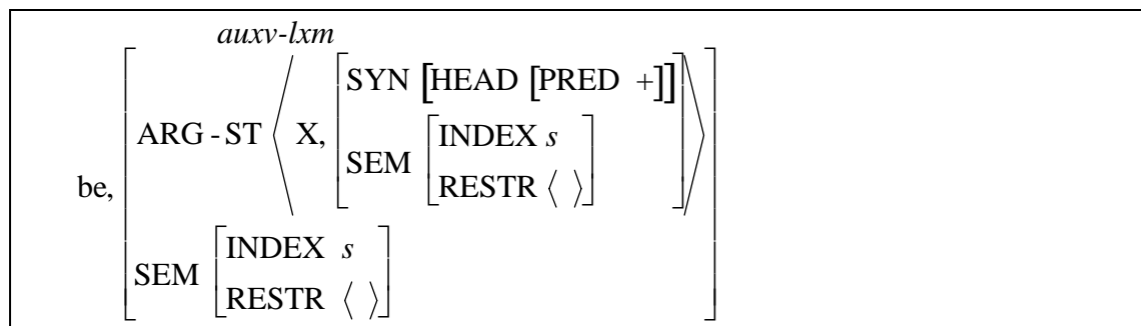 auxv-lxm
SYN [HEAD [PRED +]]
ARG-ST ⟨ X, SEM [INDEX s
RESTR ⟨ ⟩] ⟩
be,
SEM [INDEX s
RESTR ⟨ ⟩]